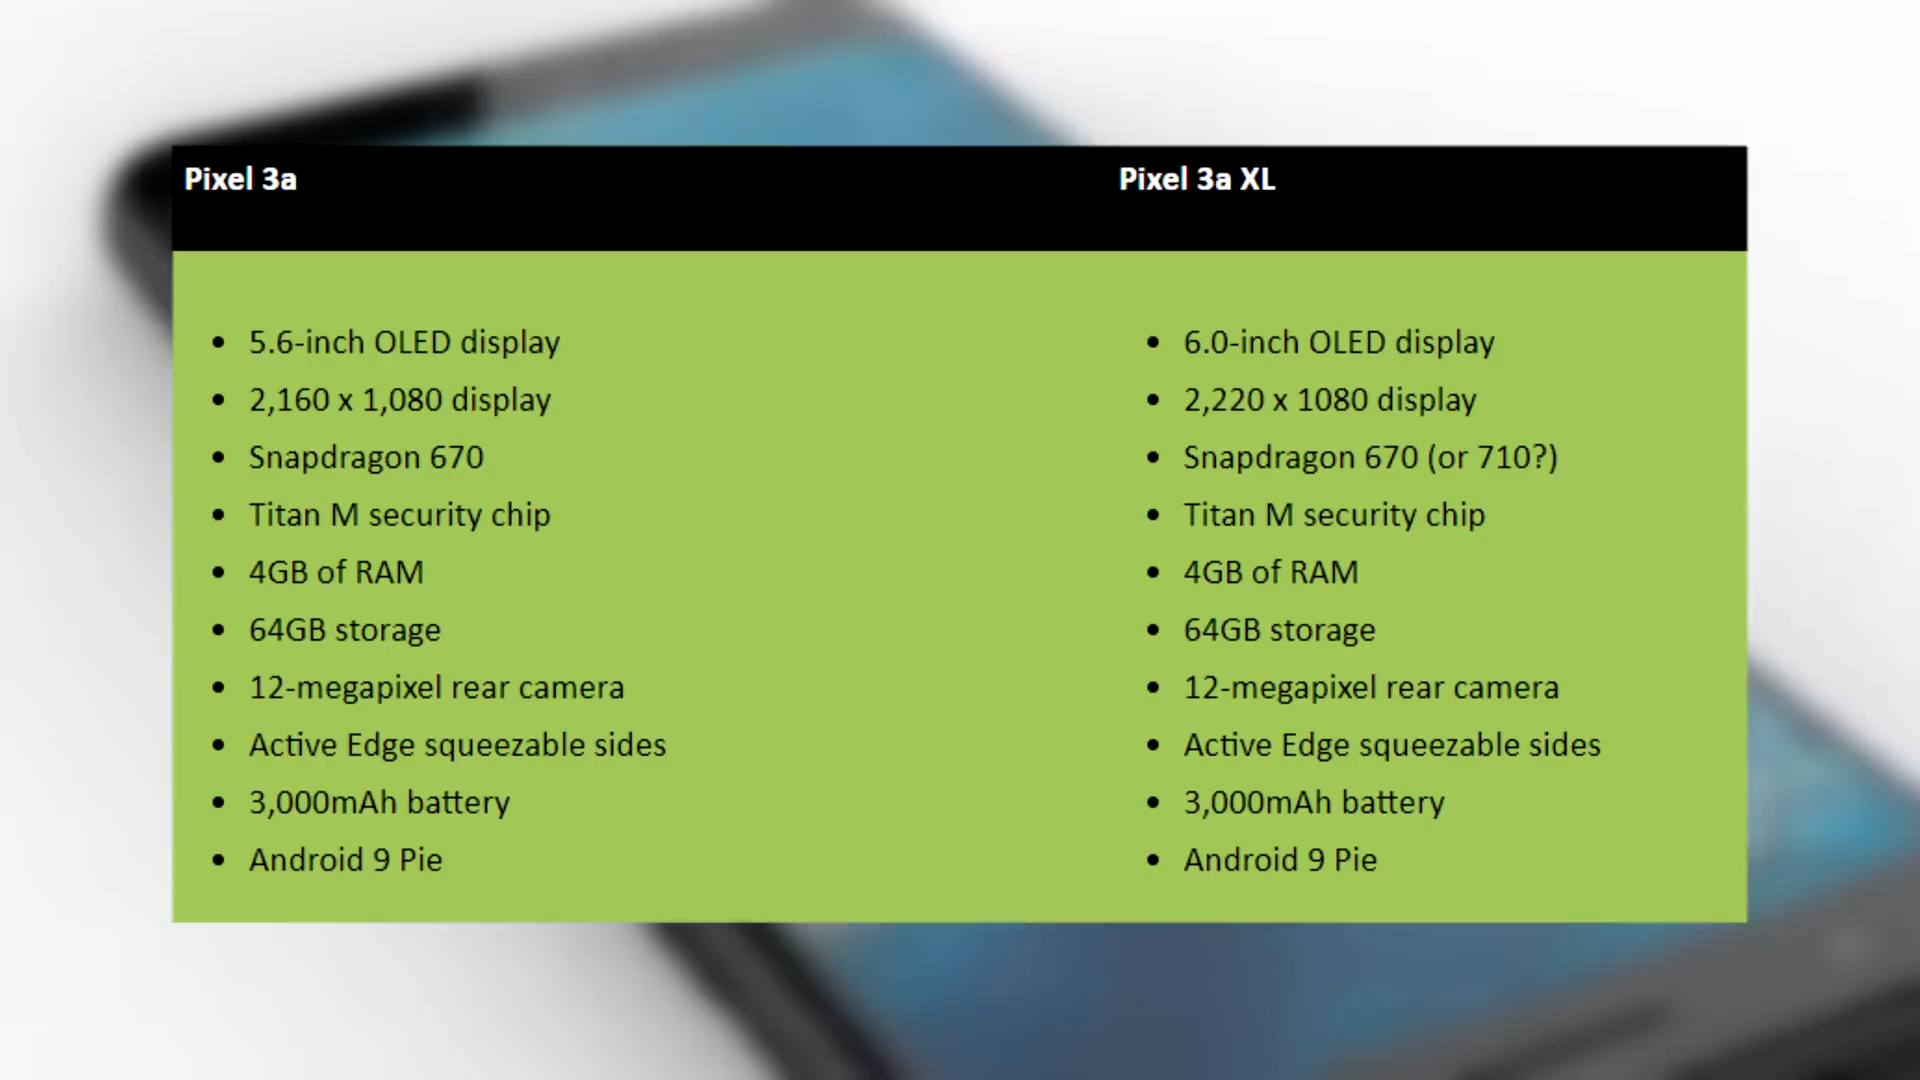 Pixel 3a
Pixel 3a XL
• 5.6-inch OLED display
• 2,160 x 1,080 display
• Snapdragon 670
• Titan M security chip
• 4GB of RAM
• 64GB storage
• 12-megapixel rear camera
• Active Edge squeezable sides
• 3,000mAh battery
• Android 9 Pie
• 6.0-inch OLED display
• 2,220 x 1080 display
• Snapdragon 670 (or 710?)
• Titan M security chip
• 4GB of RAM
• 64GB storage
• 12-megapixel rear camera
• Active Edge squeezable sides
• 3,000mAh battery
• Android 9 Pie